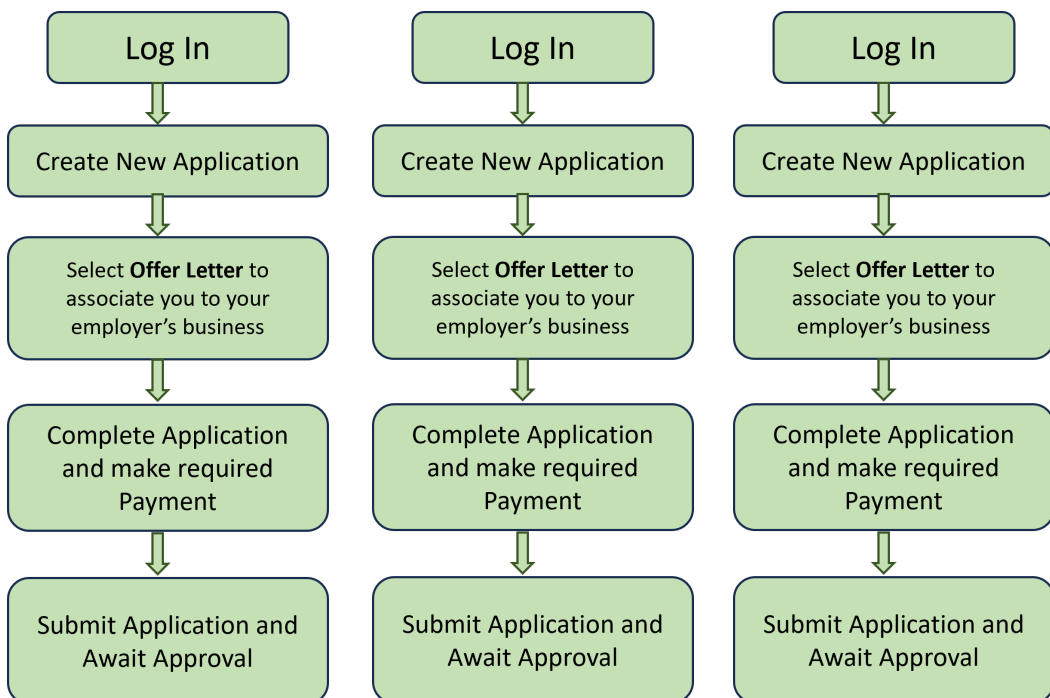 Log In
Create New Application
Select Offer Letter to
associate you to your
employer’s business
Complete Application
and make required
Payment
Submit Application and
Await Approval
Log In
Create New Application
Select Offer Letter to
associate you to your
employer’s business
Complete Application
and make required
Payment
Submit Application and
Await Approval
Log In
Create New Application
Select Offer Letter to
associate you to your
employer’s business
Complete Application
and make required
Payment
Submit Application and
Await Approval